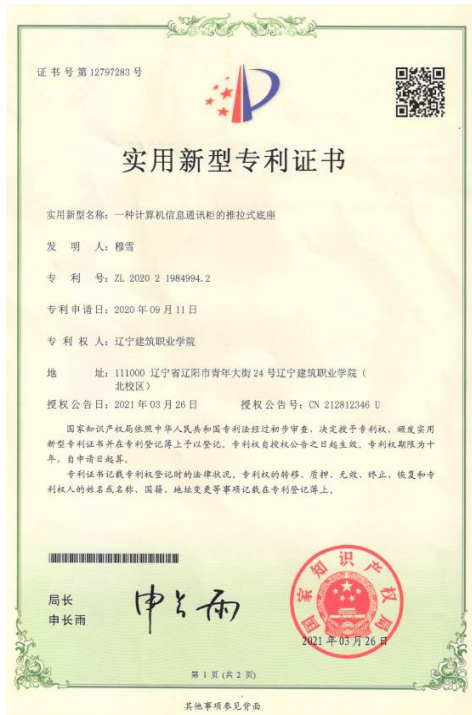 证书号第12797283号
实用新型专利证书
实用新型名称：一种计算机信息通讯柜的推拉式底座
发明人：穆雪
专利号：ZL 2020 2 1984994.2
专利申请日：2020年09月11日
专利权人：辽宁建筑职业学院
地址：111000 辽宁省辽阳市青年大街24号辽宁建筑职业学院（
北校区）
授权公告日：2021年03月26日 授权公告号：CN 212812346 U
国家知识产权局依照中华人民共和国专利法经过初步审查，决定授予专利权，颁发实用
新型专利证书并在专利登记簿上予以登记。专利权自授权公告之日起生效。专利权期限为十
年，自申请日起算。
专利证书记载专利权登记时的法律状况。专利权的转移、质押、无效、终止、恢复和专
利权人的姓名或名称、国籍、地址变更等事项记载在专利登记簿上。
局长
申长雨
申长雨
国家知识产权局
2021年03月26日
第1页（共2页）
其他事项参见背面